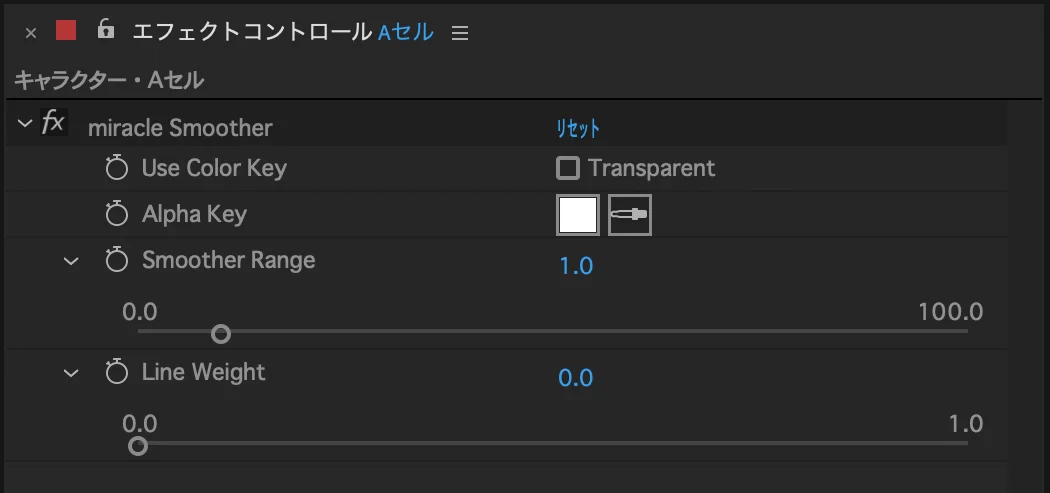 × エフェクトコントロール Aセル ≡
キャラクター・Aセル
fx miracle Smoother リセット
Use Color Key Transparent
Alpha Key
Smoother Range 1.0
0.0 100.0
Line Weight 0.0
0.0 1.0